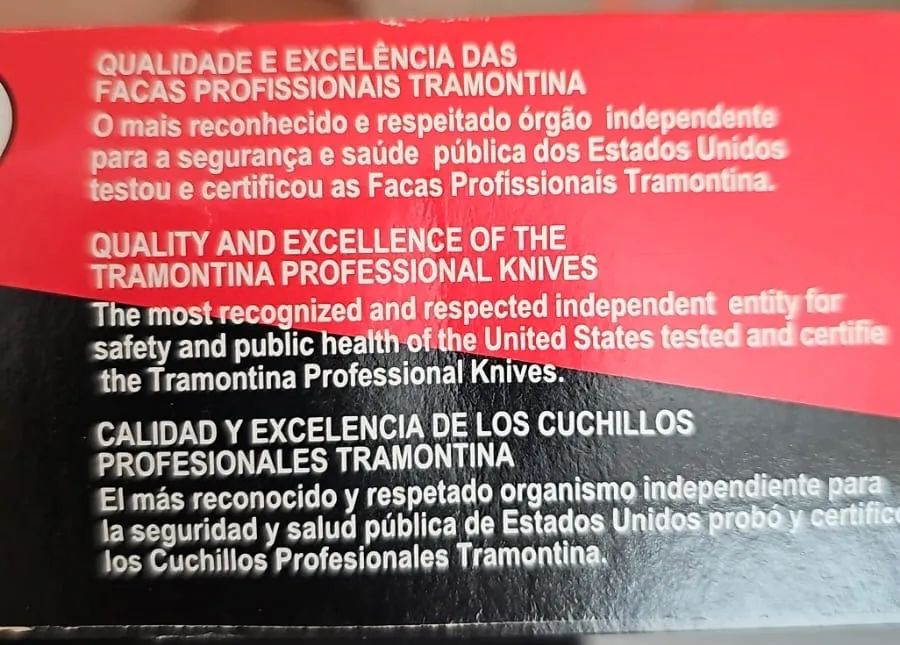 QUALIDADE E EXCELÊNCIA DAS
FACAS PROFISSIONAIS TRAMONTINA
O mais reconhecido e respeitado órgão independente
para a segurança e saúde pública dos Estados Unidos
testou e certificou as Facas Profissionais Tramontina.
QUALITY AND EXCELLENCE OF THE
TRAMONTINA PROFESSIONAL KNIVES
The most recognized and respected independent entity for
safety and public health of the United States tested and certifie
the Tramontina Professional Knives.
CALIDAD Y EXCELENCIA DE LOS CUCHILLOS
PROFESIONALES TRAMONTINA
El más reconocido y respetado organismo independiente para
la seguridad y salud pública de Estados Unidos probó y certific
los Cuchillos Profesionales Tramontina.